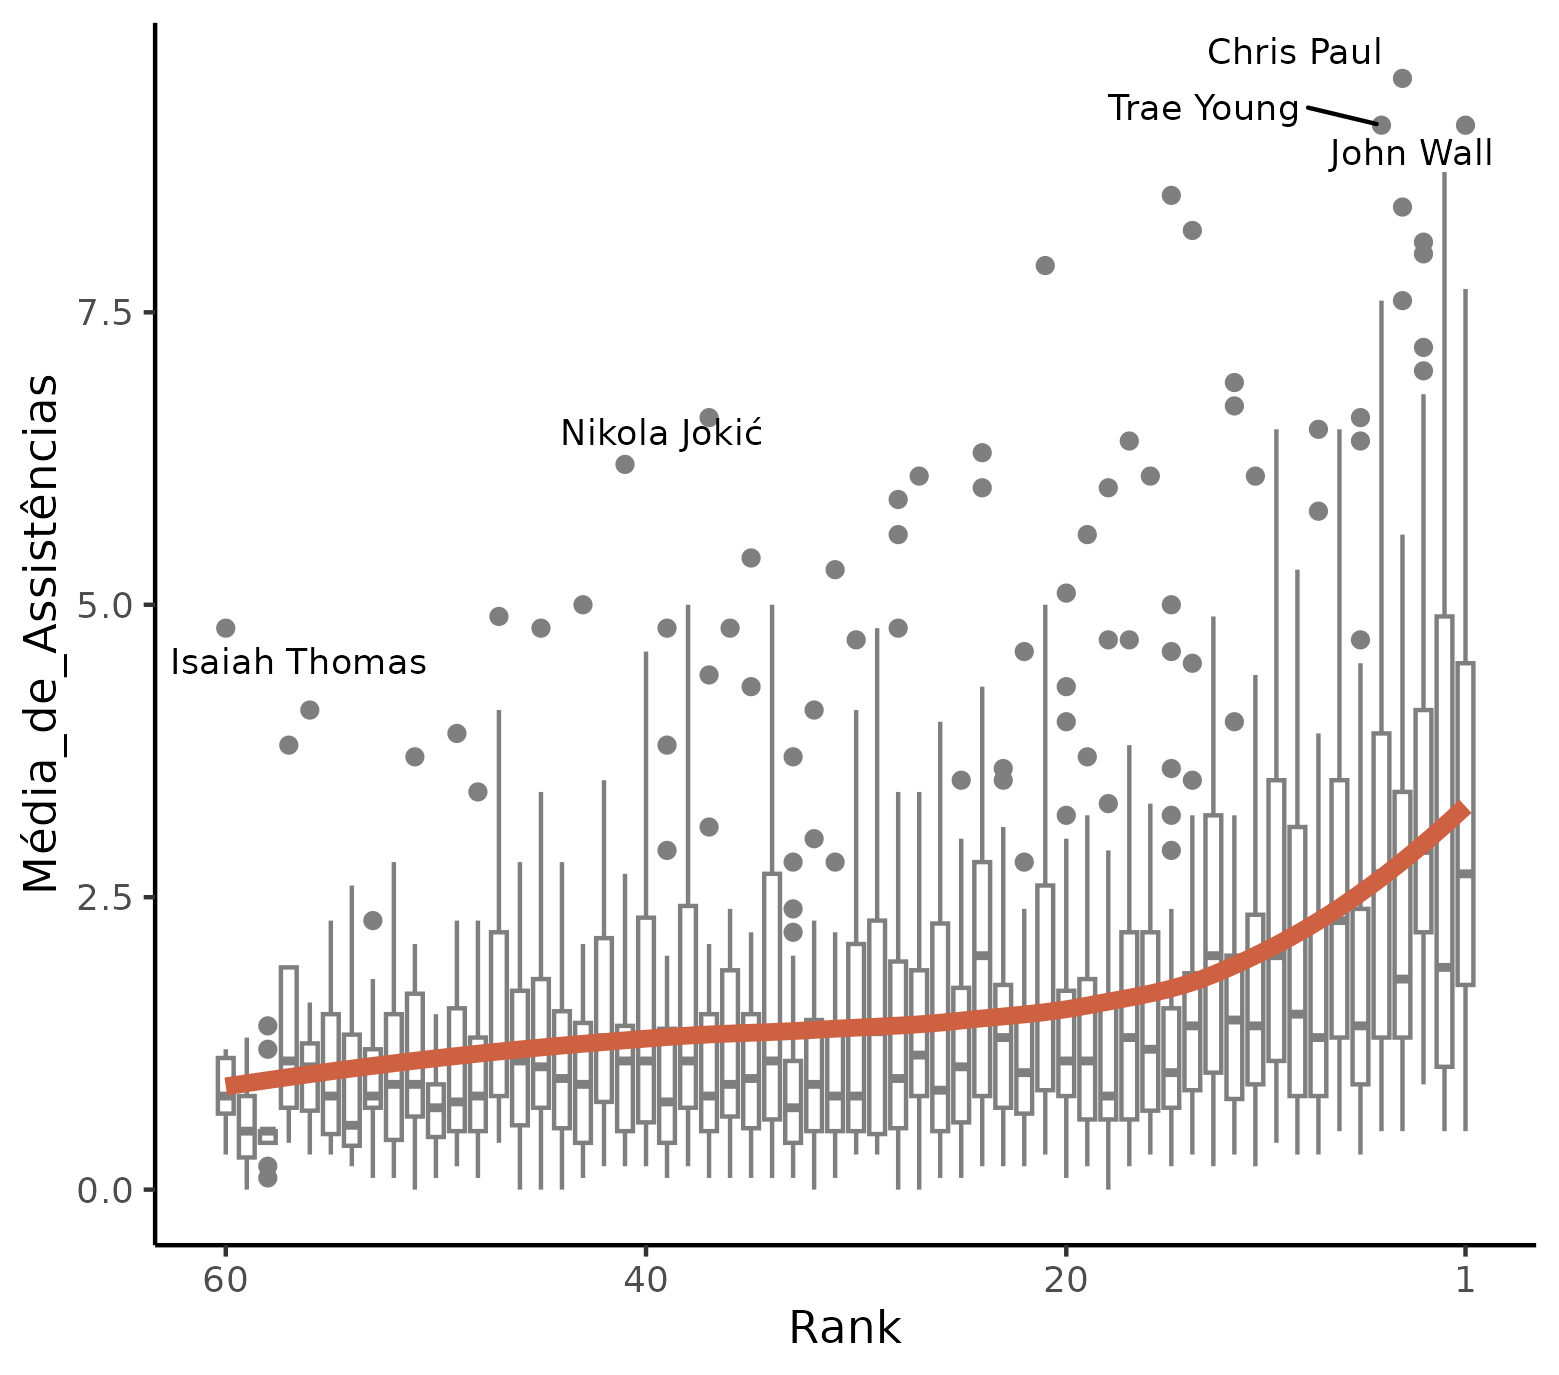 Chris Paul
Trae Young
John Wall
7.5
Nikola Jokić
5.0
Isaiah Thomas
2.5
0.0
Média_de_Assistências
60 40 20 1
Rank